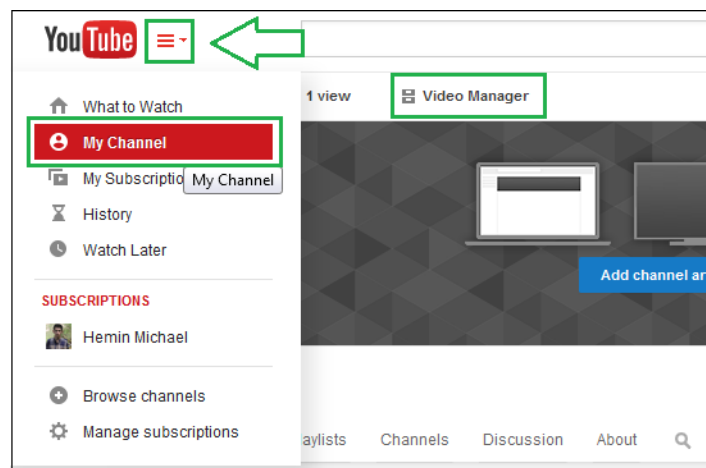 YouTube
1 view
Video Manager
What to Watch
My Channel
My Subscriptio
My Channel
History
Watch Later
SUBSCRIPTIONS
Hemin Michael
Add channel ar
Browse channels
Manage subscriptions
aylists Channels Discussion About